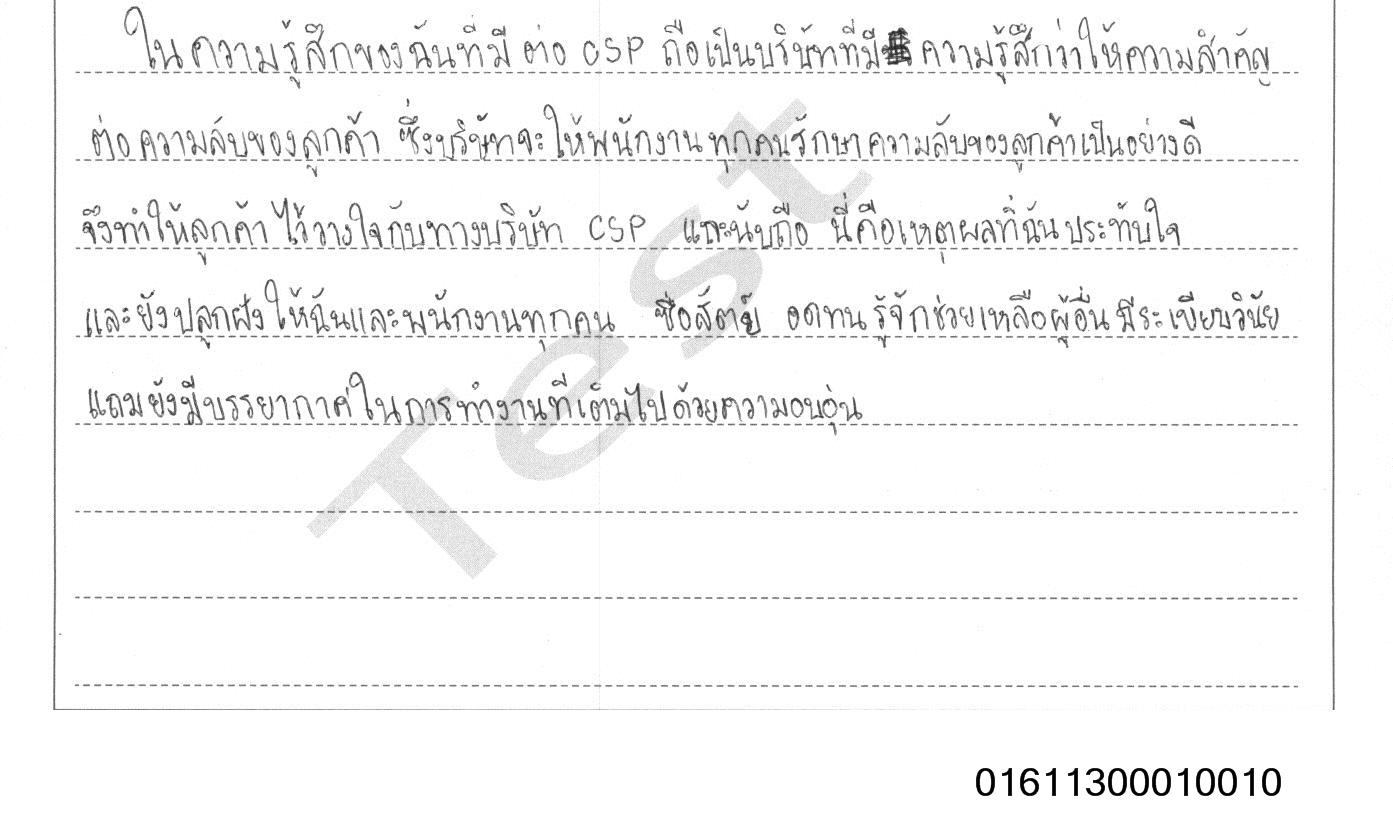 ในความรู้สึกของฉันที่มี ต่อ CSP ถือเป็นบริษัทที่มี ความรู้สึกว่าให้ความสำคัญ
ต่อความลับของลูกค้า ซึ่งบริษัทจะให้พนักงานทุกคนรักษาความลับของลูกค้าเป็นอย่างดี
จึงทำให้ลูกค้า ไว้วางใจกับทางบริษัท CSP และนับถือ นี่คือเหตุผลที่ฉันประทับใจ
และยังปลูกฝังให้ฉันและพนักงานทุกคน ซื่อสัตย์ อดทน รู้จักช่วยเหลือผู้อื่น มีระเบียบวินัย
แถมยังมีบรรยากาศในการทำงานที่เต็มไปด้วยความอบอุ่น
Test
01611300010010